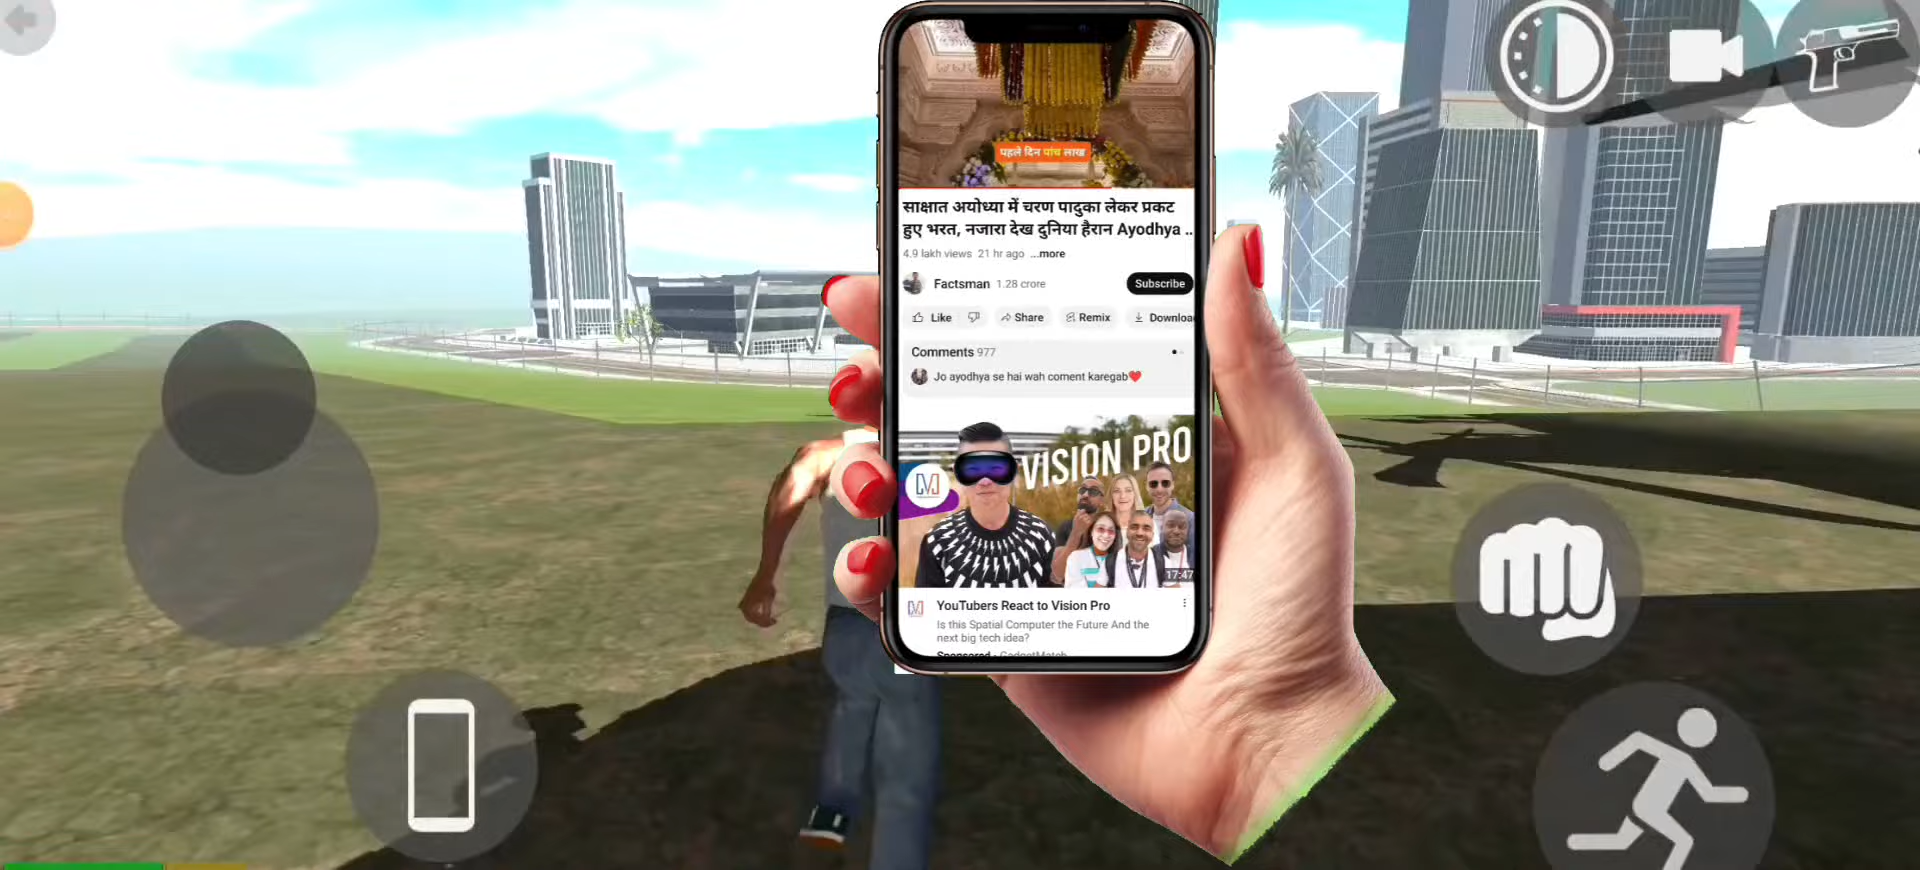 पहले दिन पांच लाख
साक्षात अयोध्या में चरण पादुका लेकर प्रकट
हुए भरत, नजारा देख दुनिया हैरान Ayodhya ..
4.9 lakh views 21 hr ago ...more
Factsman 1.28 crore Subscribe
Like Share Remix Downloa
Comments 977
Jo ayodhya se hai wah coment karegab❤️
VISION PRO
17:47
YouTubers React to Vision Pro
Is this Spatial Computer the Future And the
next big tech idea?
Sponsored · GadgetMatch